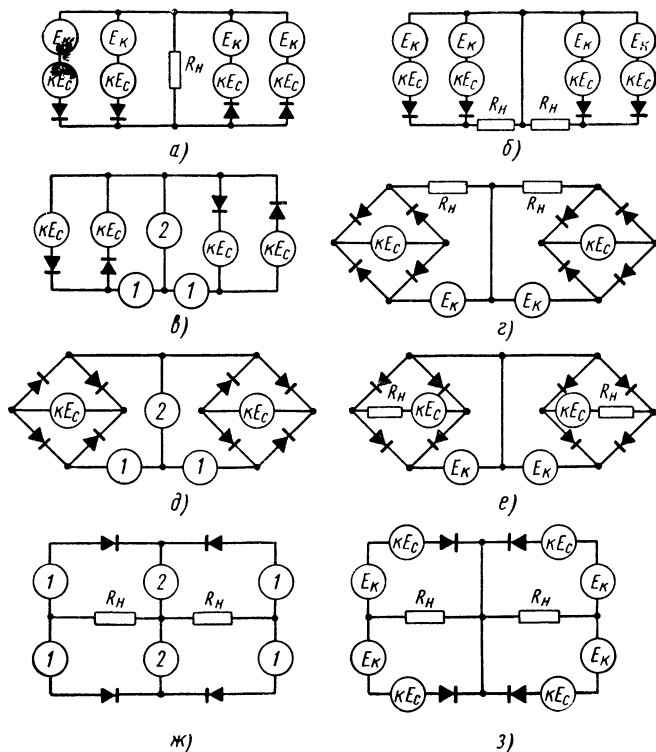 Eк Eк Rн Eк Eк
кEс кEс кEс кEс
а)
Eк Eк Eк Eк
кEс кEс кEс кEс
Rн Rн
б)
кEс кEс 2 кEс кEс
1 1
в)
Rн Rн
кEс кEс
Eк Eк
г)
кEс 2 кEс
1 1
д)
Rн кEс кEс Rн
Eк Eк
е)
1 2 1
Rн Rн
1 2 1
ж)
кEс кEс
Eк Eк
Rн Rн
Eк Eк
кEс кEс
з)